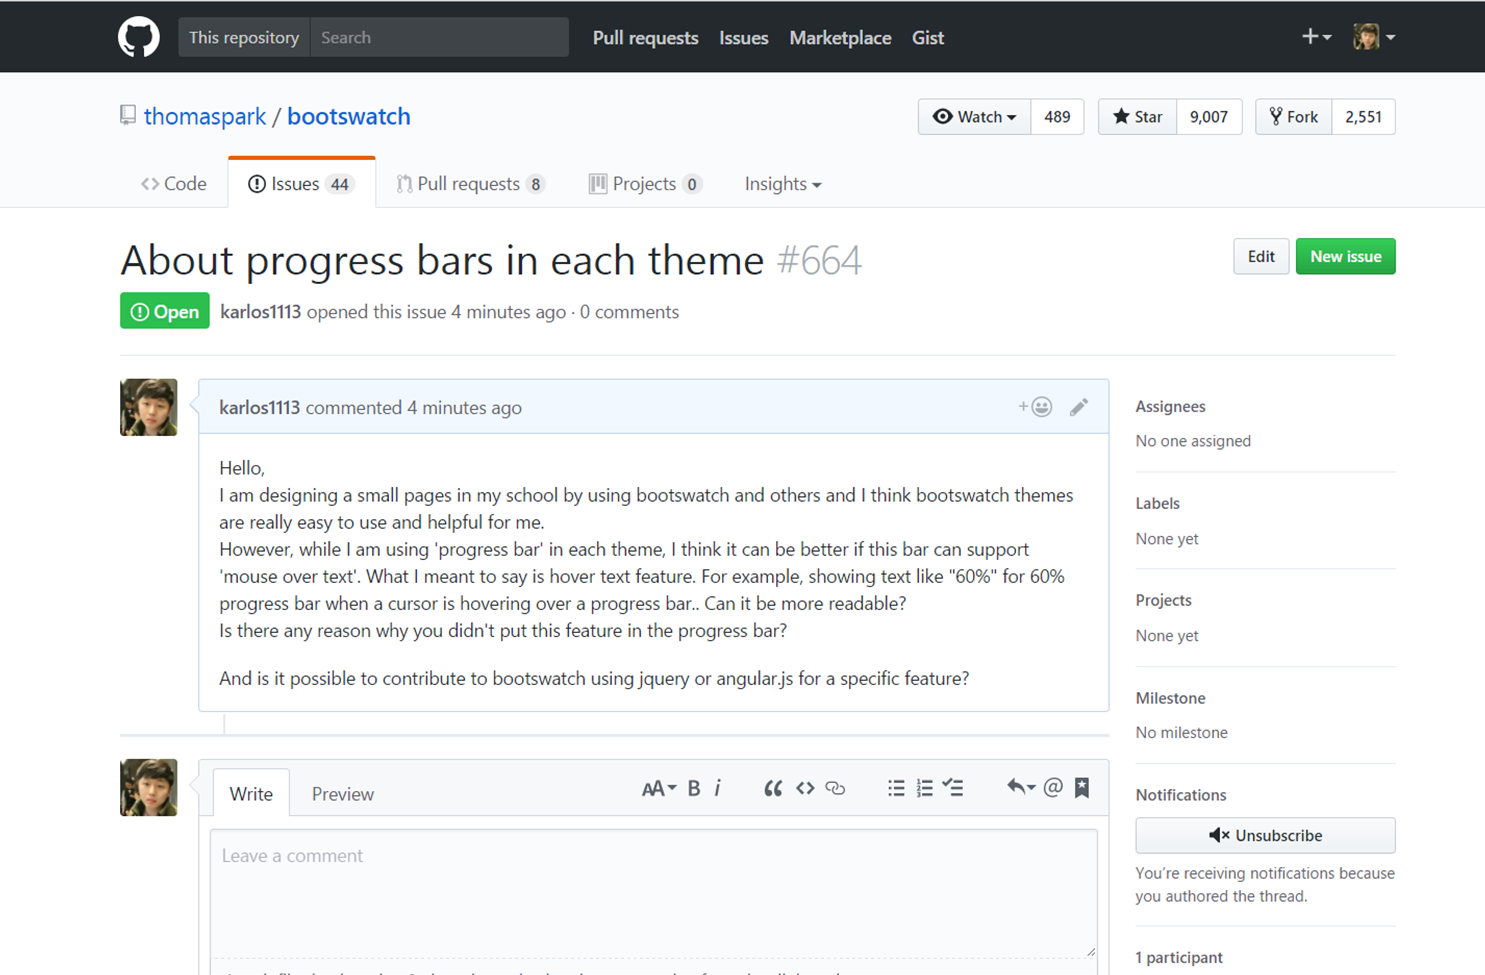 This repository Search Pull requests Issues Marketplace Gist
thomaspark / bootswatch Watch 489 Star 9,007 Fork 2,551
Code Issues 44 Pull requests 8 Projects 0 Insights
About progress bars in each theme #664 Edit New issue
Open karlos1113 opened this issue 4 minutes ago · 0 comments
karlos1113 commented 4 minutes ago
Hello,
I am designing a small pages in my school by using bootswatch and others and I think bootswatch themes
are really easy to use and helpful for me.
However, while I am using 'progress bar' in each theme, I think it can be better if this bar can support
'mouse over text'. What I meant to say is hover text feature. For example, showing text like "60%" for 60%
progress bar when a cursor is hovering over a progress bar.. Can it be more readable?
Is there any reason why you didn't put this feature in the progress bar?
And is it possible to contribute to bootswatch using jquery or angular.js for a specific feature?
Write Preview AA B i
Leave a comment
Assignees
No one assigned
Labels
None yet
Projects
None yet
Milestone
No milestone
Notifications
Unsubscribe
You're receiving notifications because
you authored the thread.
1 participant